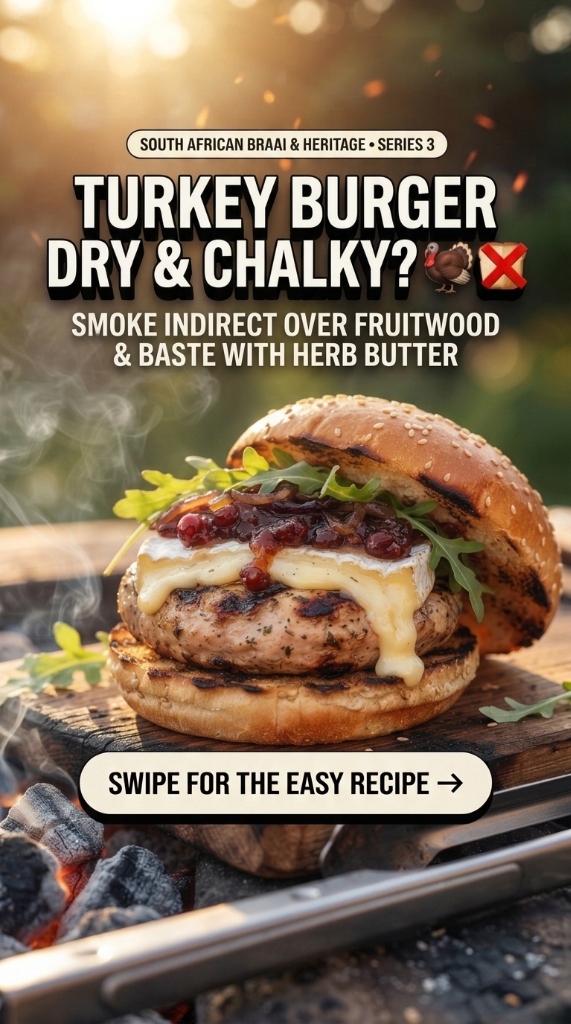 SOUTH AFRICAN BRAAI & HERITAGE • SERIES 3
TURKEY BURGER
DRY & CHALKY? 🦃❌
SMOKE INDIRECT OVER FRUITWOOD
& BASTE WITH HERB BUTTER
SWIPE FOR THE EASY RECIPE →